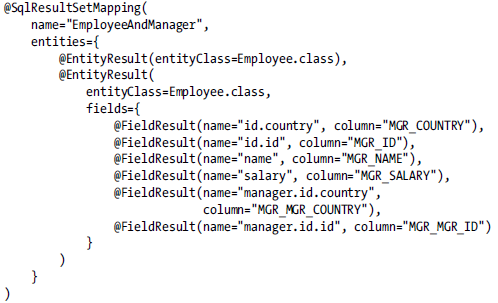 @SqlResultSetMapping(
    name="EmployeeAndManager",
    entities={
        @EntityResult(entityClass=Employee.class),
        @EntityResult(
            entityClass=Employee.class,
            fields={
                @FieldResult(name="id.country", column="MGR_COUNTRY"),
                @FieldResult(name="id.id", column="MGR_ID"),
                @FieldResult(name="name", column="MGR_NAME"),
                @FieldResult(name="salary", column="MGR_SALARY"),
                @FieldResult(name="manager.id.country",
                             column="MGR_MGR_COUNTRY"),
                @FieldResult(name="manager.id.id", column="MGR_MGR_ID")
            }
        )
    }
)